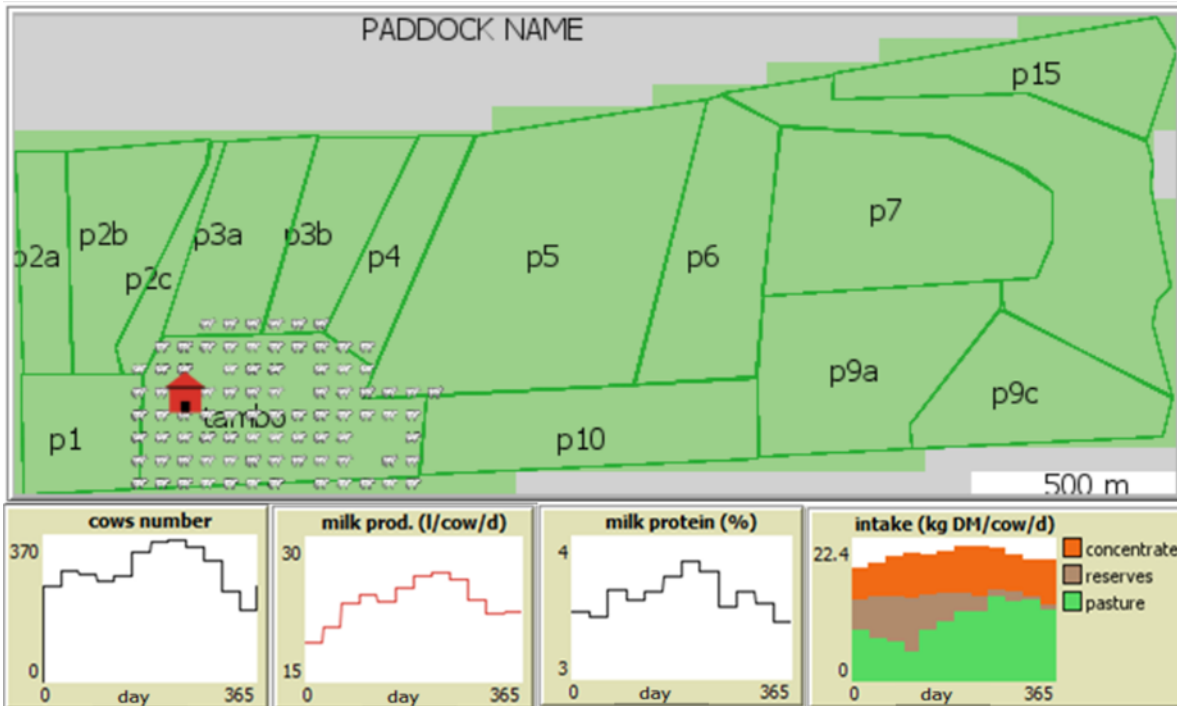 PADDOCK NAME
p15
p7
p2b
p3a
p3b
p2a
p2c
p4
p5
p6
p9a
p9c
p1
tambo
p10
500 m
cows number
370
0
0 day 365
milk prod. (l/cow/d)
30
15
0 day 365
milk protein (%)
4
3
0 day 365
intake (kg DM/cow/d)
22.4
0
0 day 365
concentrate
reserves
pasture